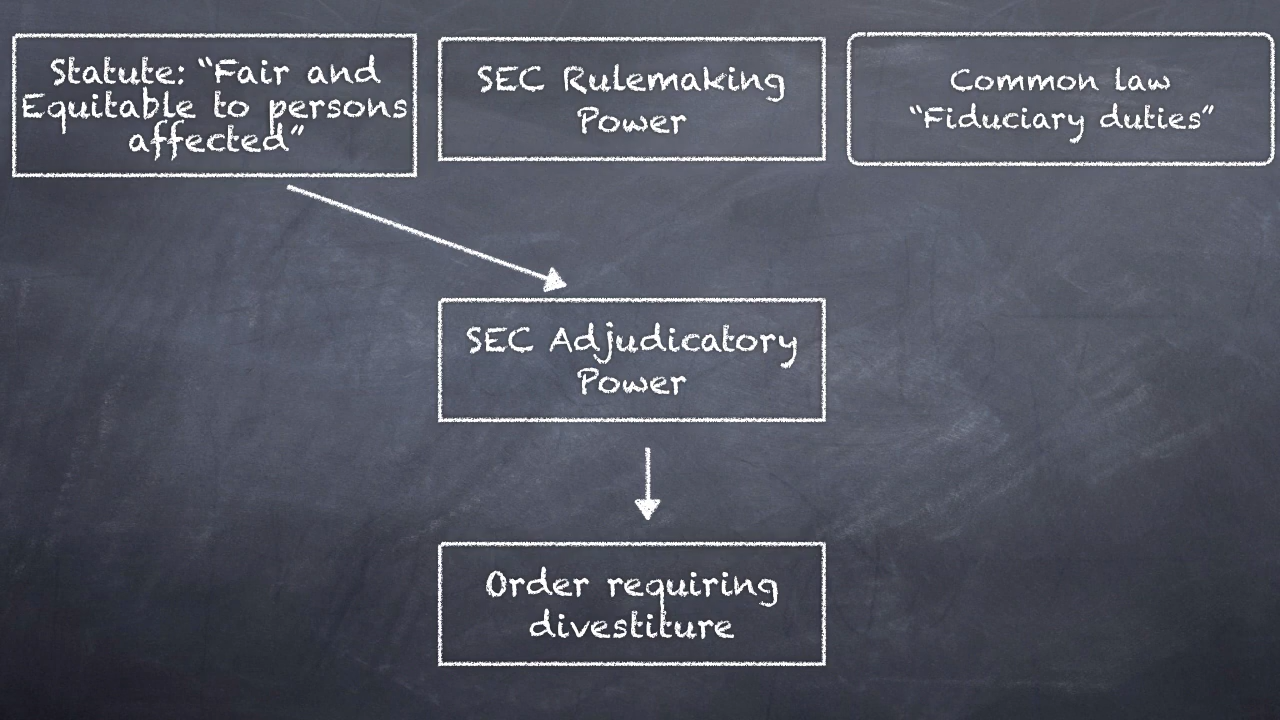 Statute: “Fair and
Equitable to persons
affected”
SEC Rulemaking
Power
Common law
“Fiduciary duties”
SEC Adjudicatory
Power
Order requiring
divestiture